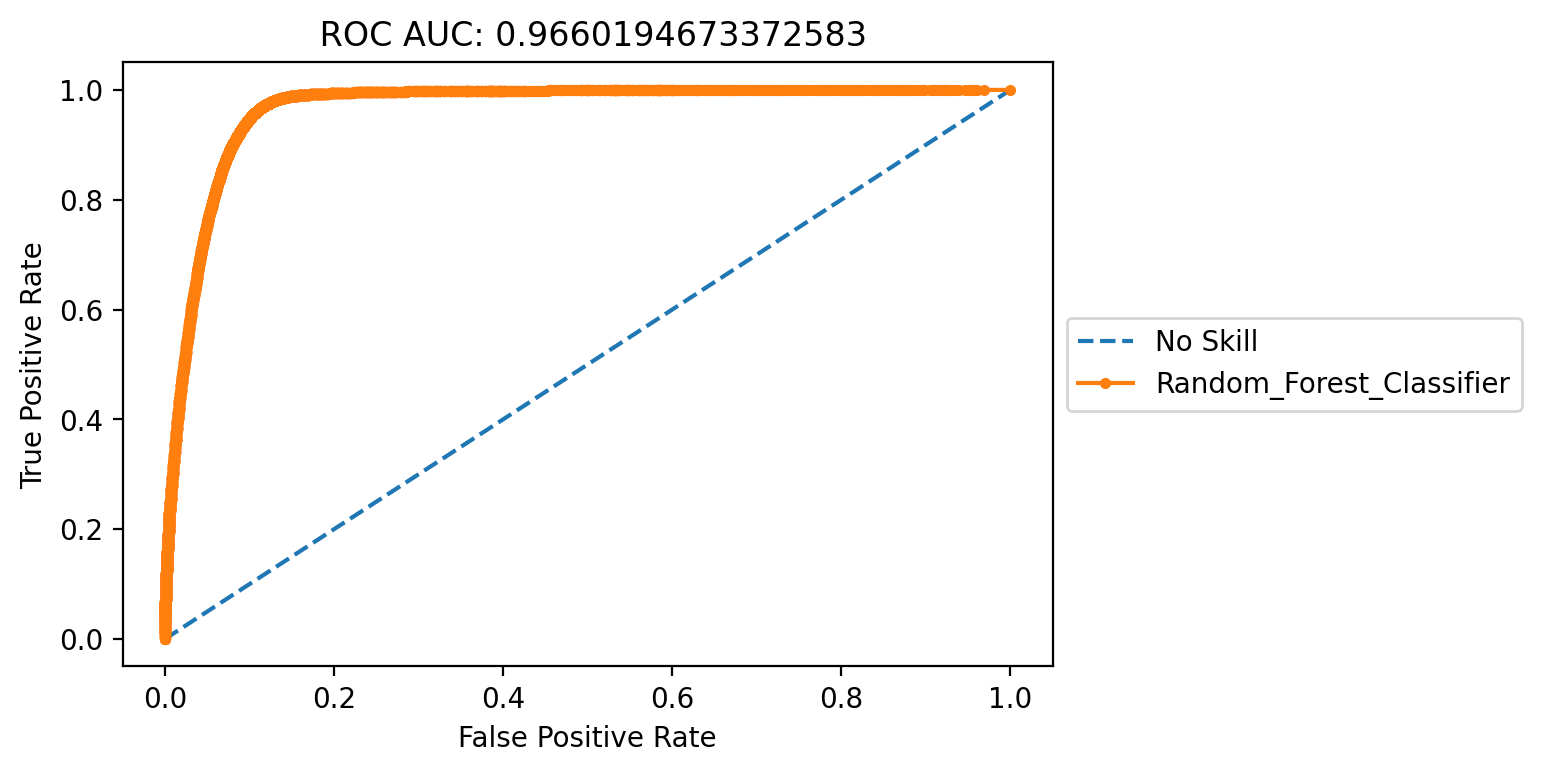 ROC AUC: 0.9660194673372583
1.0
0.8
0.6
0.4
0.2
0.0
True Positive Rate
0.0 0.2 0.4 0.6 0.8 1.0
False Positive Rate
No Skill
Random_Forest_Classifier